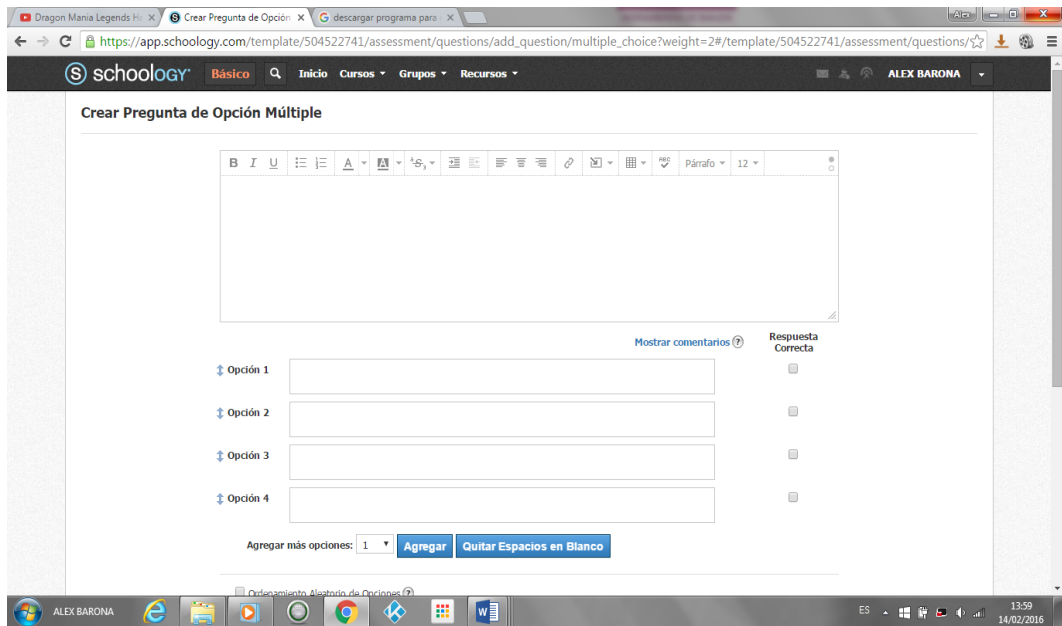 Dragon Mania Legends Ha
Crear Pregunta de Opción
descargar programa para
Alex
https://app.schoology.com/template/504522741/assessment/questions/add_question/multiple_choice?weight=2#/template/504522741/assessment/questions/
S schoology Básico Inicio Cursos Grupos Recursos ALEX BARONA
Crear Pregunta de Opción Múltiple
B I U A A Párrafo 12
Mostrar comentarios ? Respuesta
Correcta
Opción 1
Opción 2
Opción 3
Opción 4
Agregar más opciones: 1 Agregar Quitar Espacios en Blanco
Ordenamiento Aleatorio de Opciones ?
ALEX BARONA
ES 13:59
14/02/2016